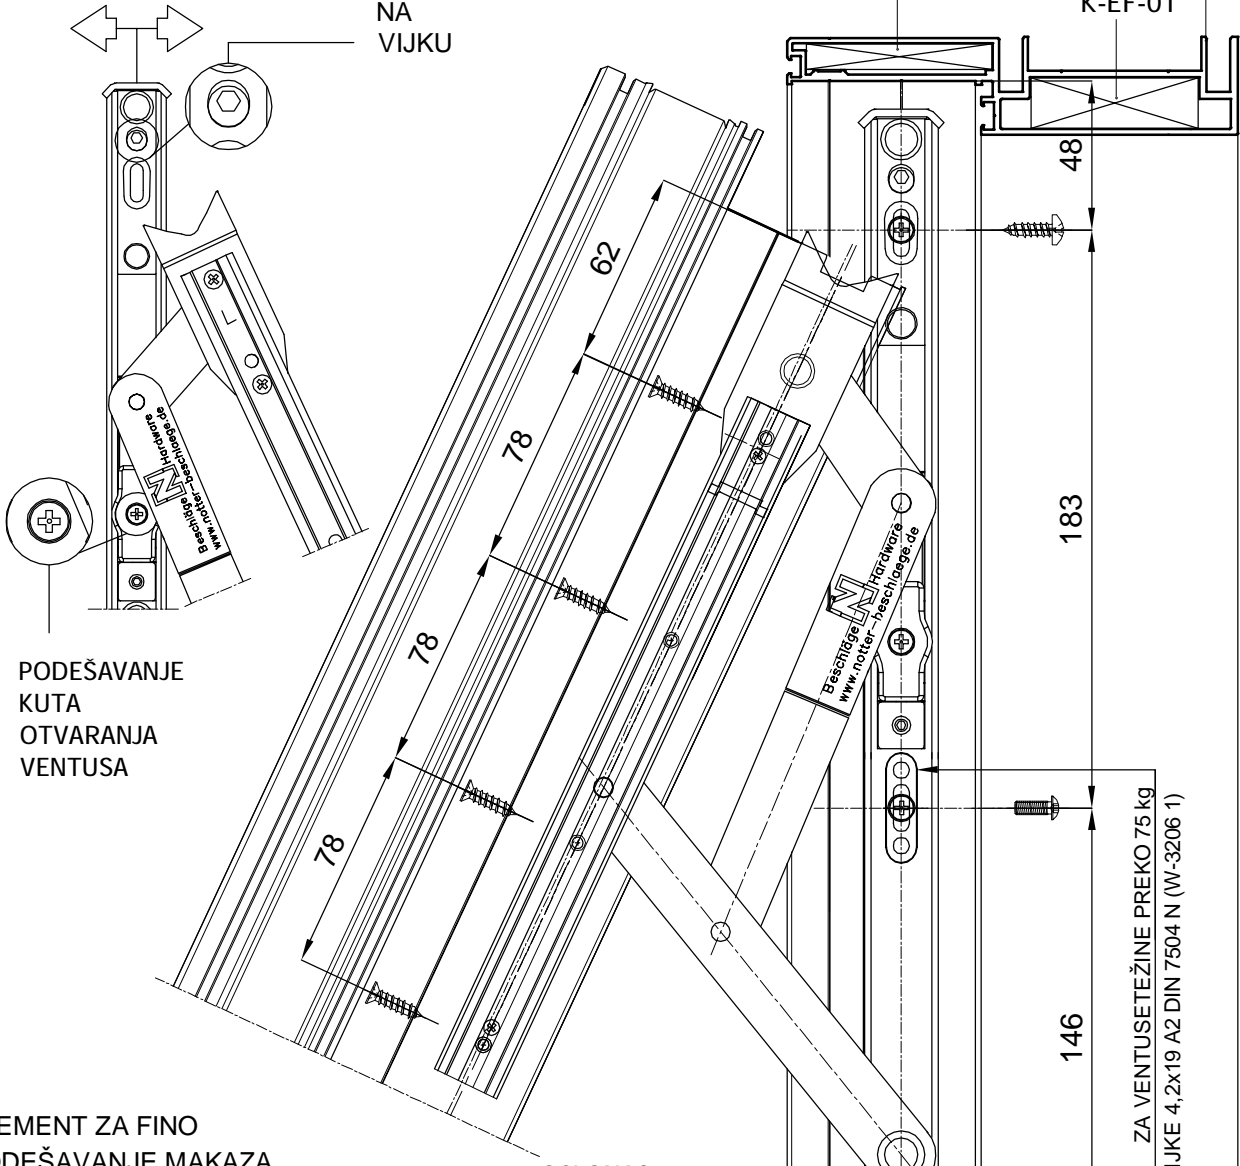 NA
VIJKU
K-EF-01
48
62
L
78
183
Beschläge Hardware
www.notter-beschlaege.de
Beschläge Hardware
www.notter-beschlaege.de
78
PODEŠAVANJE
KUTA
OTVARANJA
VENTUSA
78
146
ZA VENTUSETEŽINE PREKO 75 kg
IJKE 4,2x19 A2 DIN 7504 N (W-3206 1)
EMENT ZA FINO
ODEŠAVANJE MAKAZA